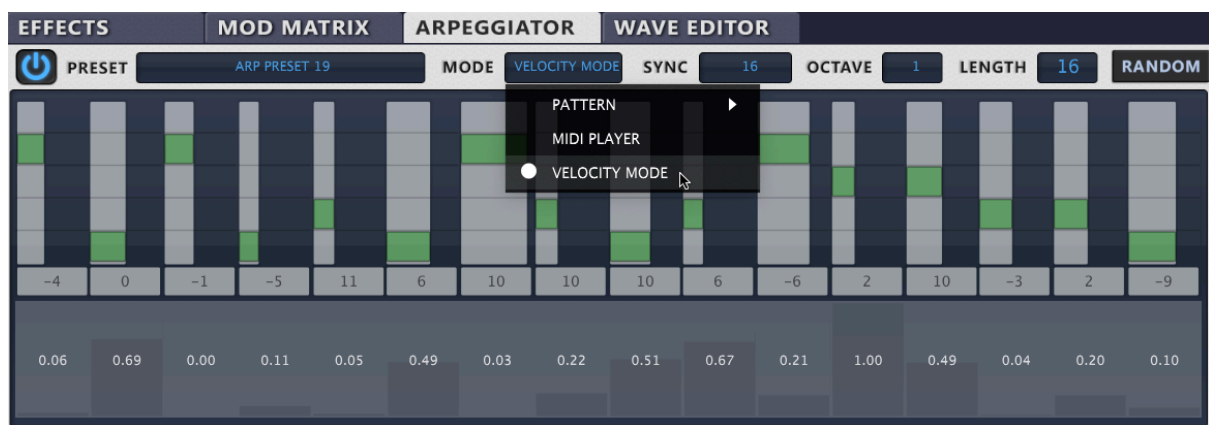 EFFECTS MOD MATRIX ARPEGGIATOR WAVE EDITOR
PRESET ARP PRESET 19 MODE VELOCITY MODE SYNC 16 OCTAVE 1 LENGTH 16 RANDOM
PATTERN
MIDI PLAYER
VELOCITY MODE
-4 0 -1 -5 11 6 10 10 10 6 -6 2 10 -3 2 -9
0.06 0.69 0.00 0.11 0.05 0.49 0.03 0.22 0.51 0.67 0.21 1.00 0.49 0.04 0.20 0.10